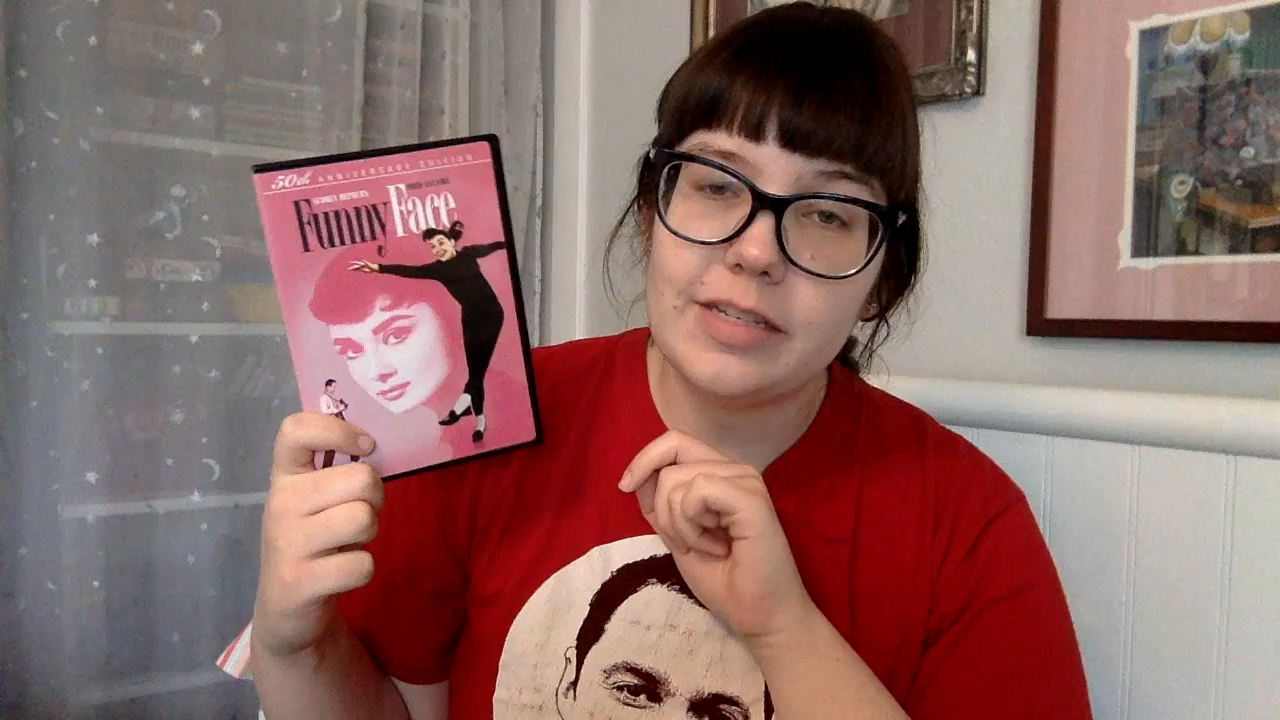 50th ANNIVERSARY EDITION
AUDREY HEPBURN FRED ASTAIRE
Funny Face